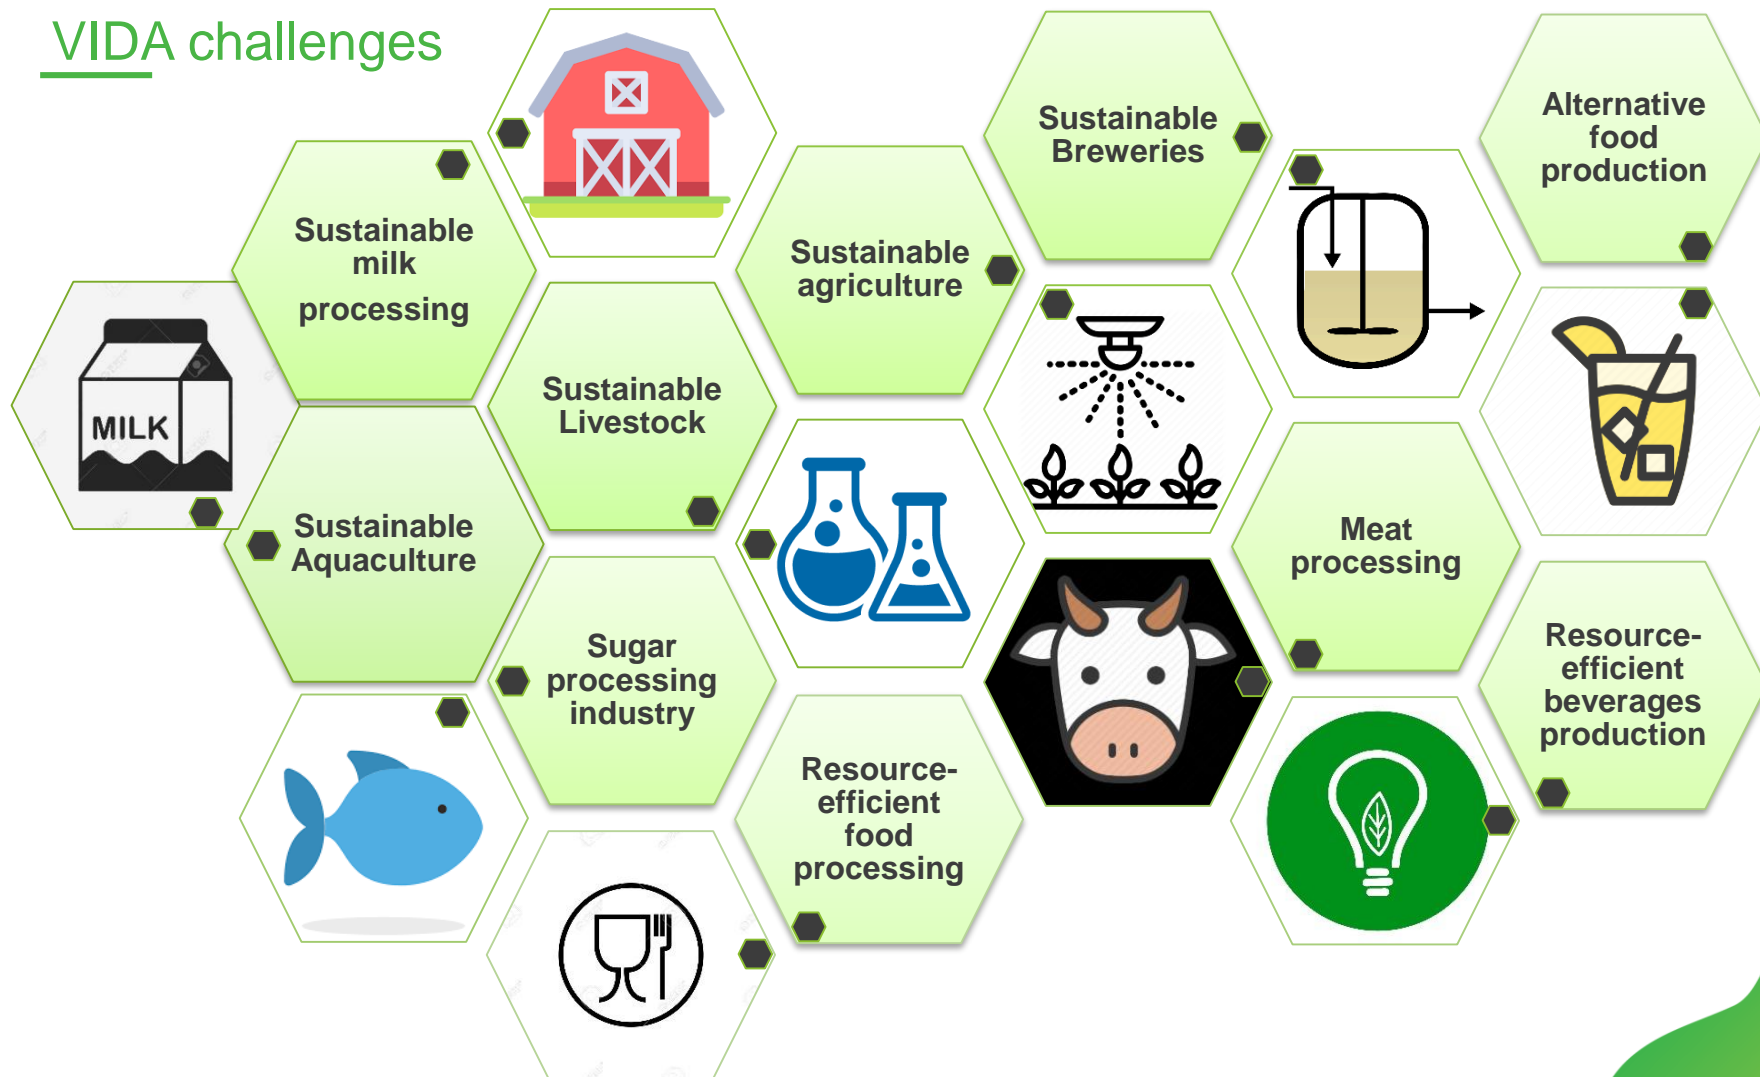 VIDA challenges
Sustainable
milk
processing
MILK
Sustainable
Aquaculture
Sustainable
Livestock
Sugar
processing
industry
Sustainable
agriculture
Resource-
efficient
food
processing
Sustainable
Breweries
Meat
processing
Alternative
food
production
Resource-
efficient
beverages
production